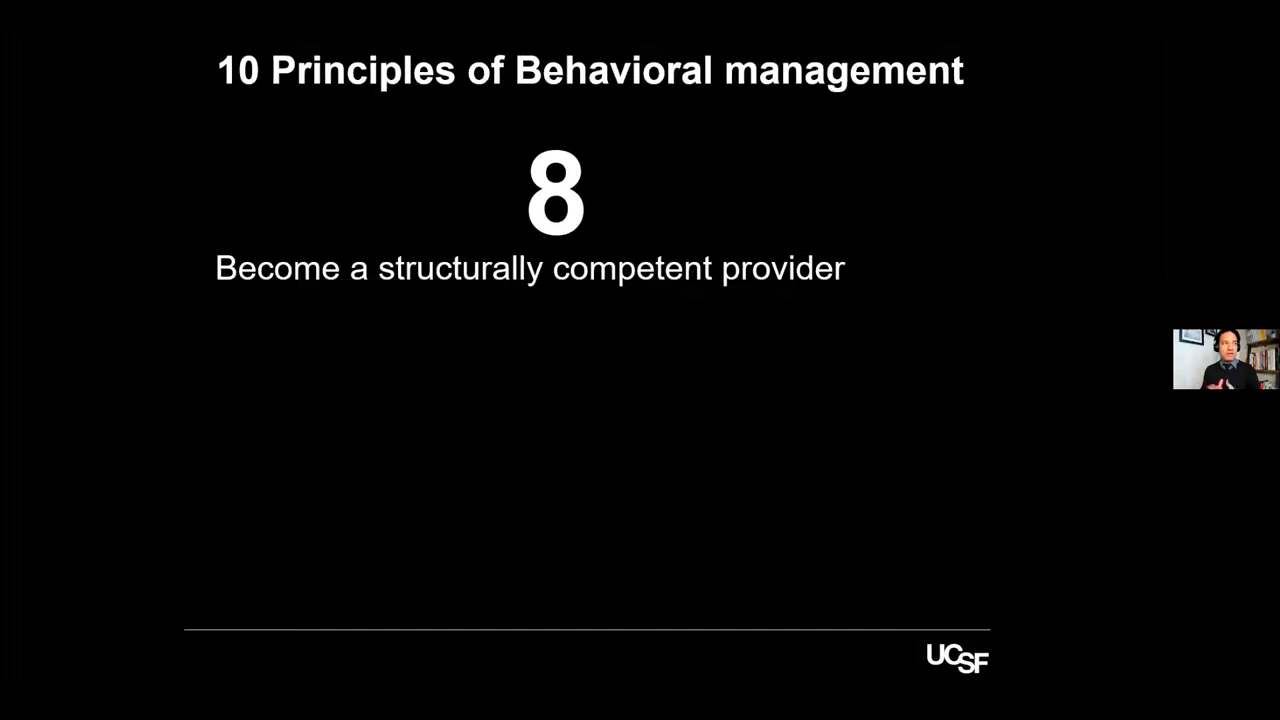 10 Principles of Behavioral management
8
Become a structurally competent provider
UCSF